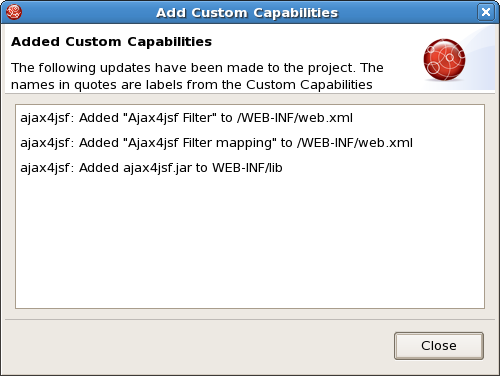 Add Custom Capabilities
Added Custom Capabilities
The following updates have been made to the project. The
names in quotes are labels from the Custom Capabilities
ajax4jsf: Added "Ajax4jsf Filter" to /WEB-INF/web.xml
ajax4jsf: Added "Ajax4jsf Filter mapping" to /WEB-INF/web.xml
ajax4jsf: Added ajax4jsf.jar to WEB-INF/lib
Close